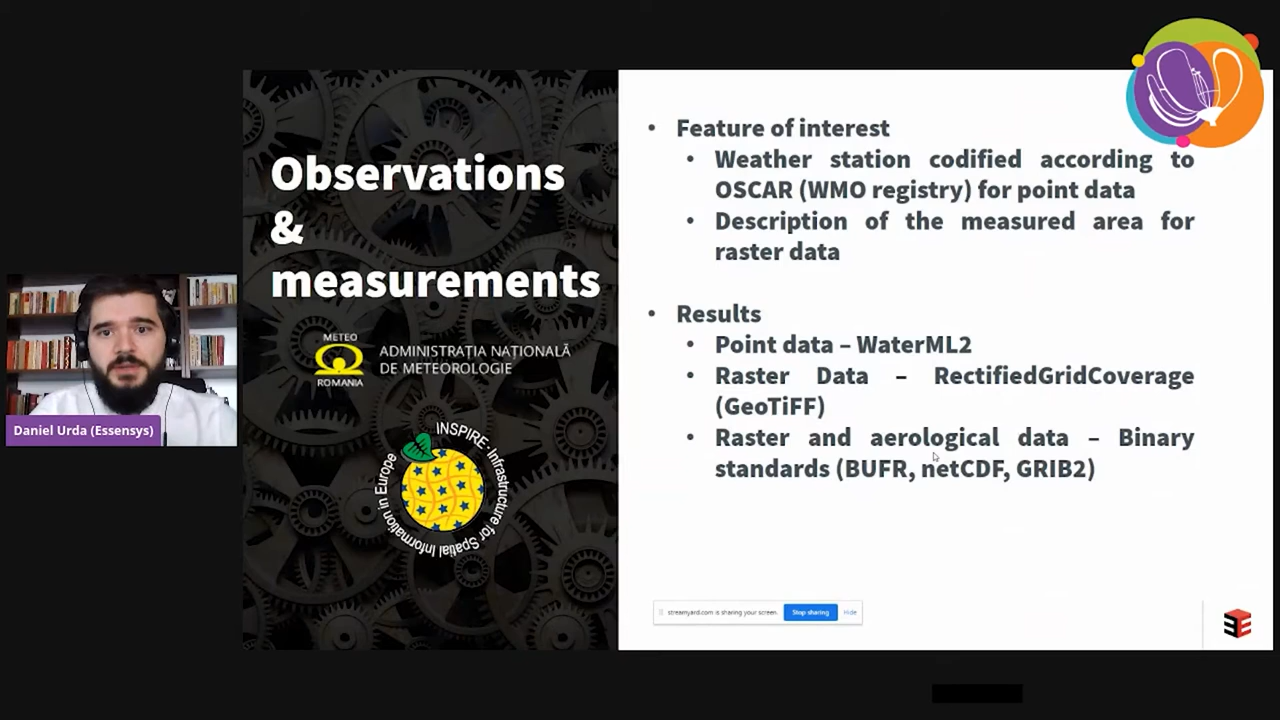 Observations
&
measurements
METEO
ROMANIA
ADMINISTRAȚIA NAȚIONALĂ
DE METEOROLOGIE
INSPIRE · Infrastructure for Spatial Information in Europe
Daniel Urda (Essensys)
• Feature of interest
• Weather station codified according to
OSCAR (WMO registry) for point data
• Description of the measured area for
raster data
• Results
• Point data – WaterML2
• Raster Data – RectifiedGridCoverage
(GeoTiFF)
• Raster and aerological data – Binary
standards (BUFR, netCDF, GRIB2)
streamyard.com is sharing your screen.
Stop sharing
Hide